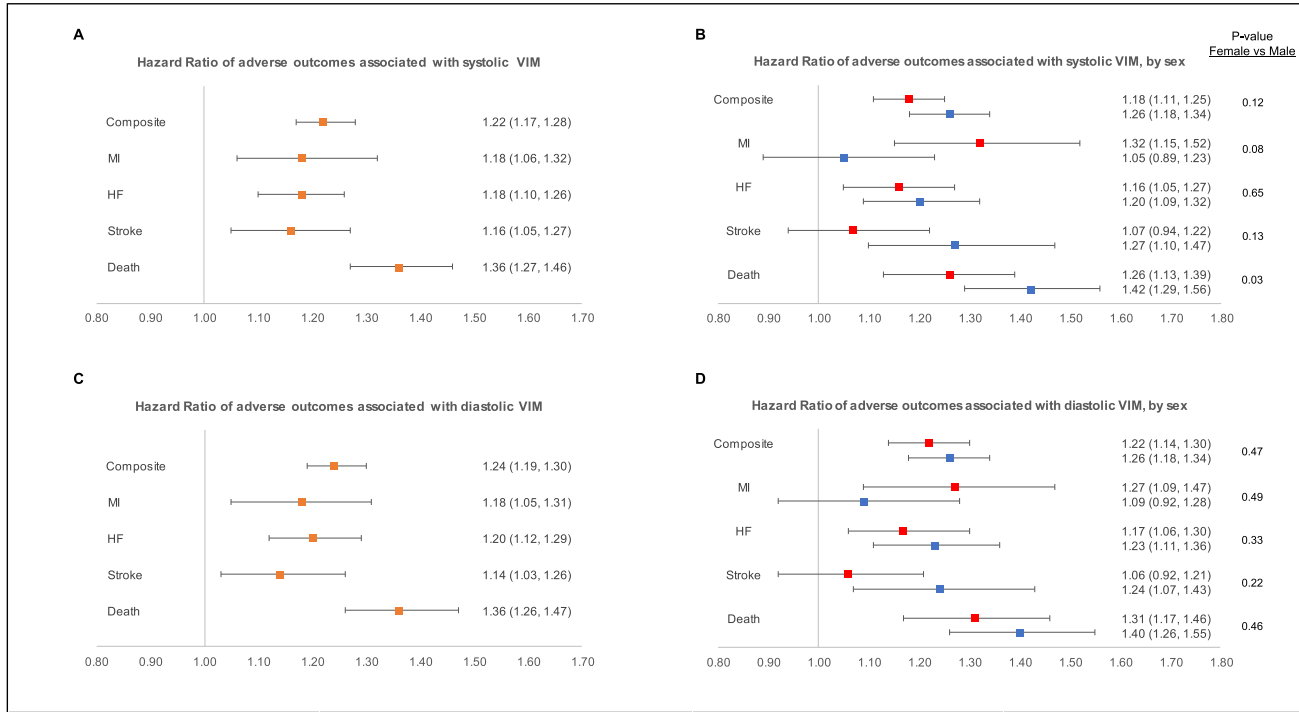 A
Hazard Ratio of adverse outcomes associated with systolic VIM
Composite 1.22 (1.17, 1.28)
MI 1.18 (1.06, 1.32)
HF 1.18 (1.10, 1.26)
Stroke 1.16 (1.05, 1.27)
Death 1.36 (1.27, 1.46)
0.80 0.90 1.00 1.10 1.20 1.30 1.40 1.50 1.60 1.70
B
P-value
Female vs Male
Hazard Ratio of adverse outcomes associated with systolic VIM, by sex
Composite 1.18 (1.11, 1.25)
1.26 (1.18, 1.34)
0.12
MI 1.32 (1.15, 1.52)
1.05 (0.89, 1.23)
0.08
HF 1.16 (1.05, 1.27)
1.20 (1.09, 1.32)
0.65
Stroke 1.07 (0.94, 1.22)
1.27 (1.10, 1.47)
0.13
Death 1.26 (1.13, 1.39)
1.42 (1.29, 1.56)
0.03
0.80 0.90 1.00 1.10 1.20 1.30 1.40 1.50 1.60 1.70 1.80
C
Hazard Ratio of adverse outcomes associated with diastolic VIM
Composite 1.24 (1.19, 1.30)
MI 1.18 (1.05, 1.31)
HF 1.20 (1.12, 1.29)
Stroke 1.14 (1.03, 1.26)
Death 1.36 (1.26, 1.47)
0.80 0.90 1.00 1.10 1.20 1.30 1.40 1.50 1.60 1.70
D
Hazard Ratio of adverse outcomes associated with diastolic VIM, by sex
Composite 1.22 (1.14, 1.30)
1.26 (1.18, 1.34)
0.47
MI 1.27 (1.09, 1.47)
1.09 (0.92, 1.28)
0.49
HF 1.17 (1.06, 1.30)
1.23 (1.11, 1.36)
0.33
Stroke 1.06 (0.92, 1.21)
1.24 (1.07, 1.43)
0.22
Death 1.31 (1.17, 1.46)
1.40 (1.26, 1.55)
0.46
0.80 0.90 1.00 1.10 1.20 1.30 1.40 1.50 1.60 1.70 1.80